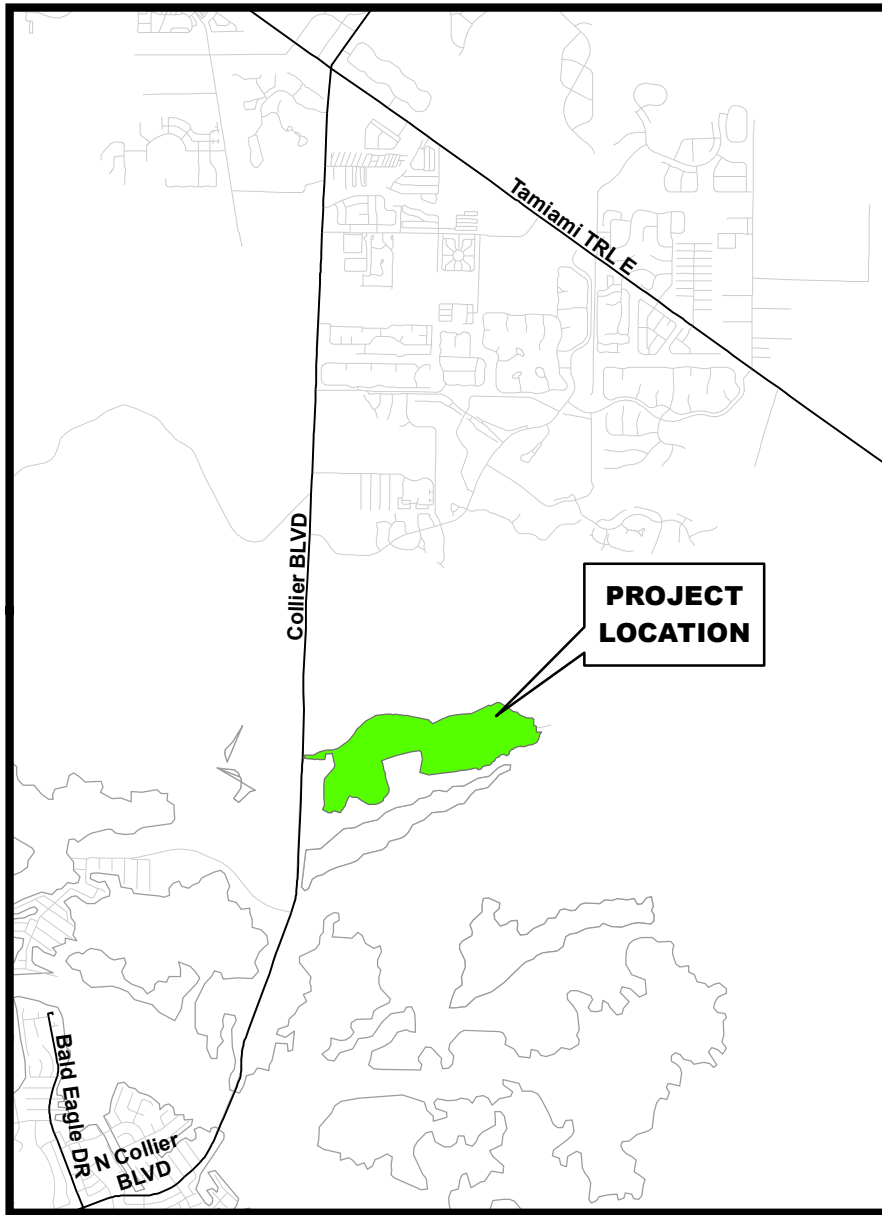 Tamiami TRL E
Collier BLVD
PROJECT
LOCATION
Bald Eagle DR
N Collier
BLVD